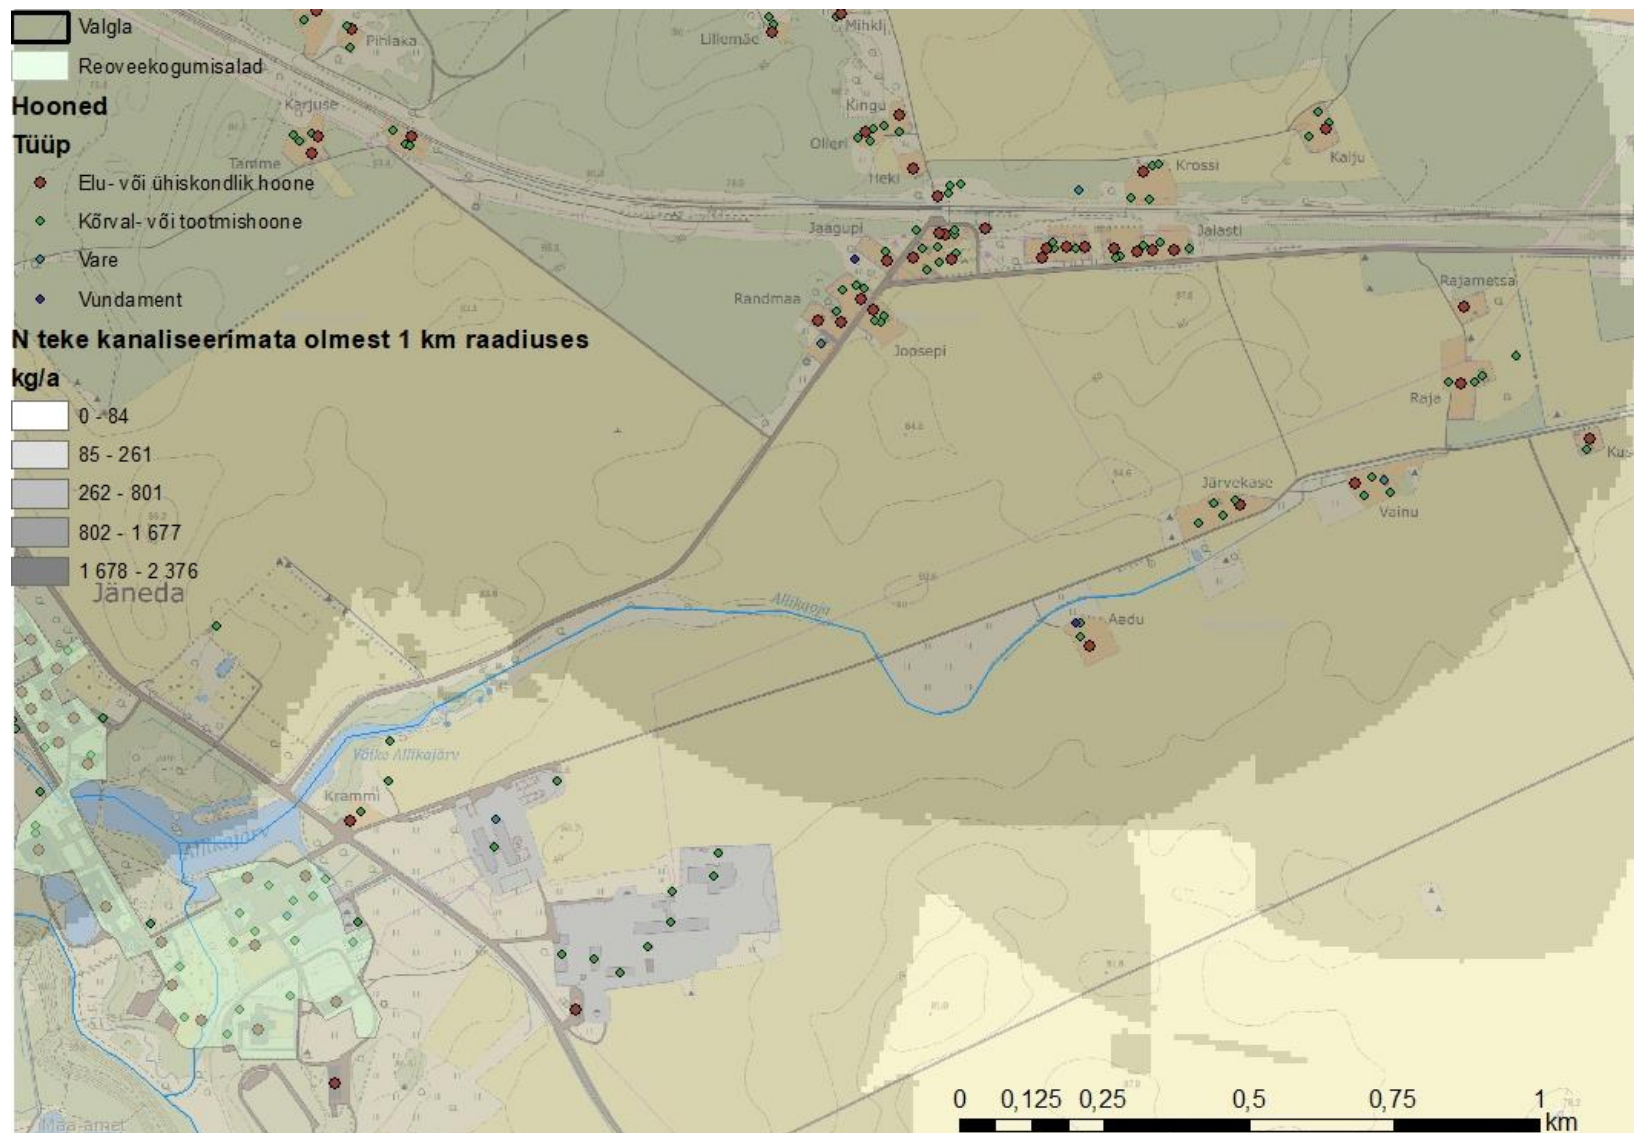 Valgla
Reoveekogumisalad
Hooned
Tüüp
Elu- või ühiskondlik hoone
Kõrval- või tootmishoone
Vare
Vundament
N teke kanaliseerimata olmest 1 km raadiuses
kg/a
0 - 84
85 - 261
262 - 801
802 - 1 677
1 678 - 2 376
Pihlaka
Lillemäe
Mihkli
Karjuse
Kingu
Tamme
Olleri
Heki
Krossi
Kalju
Jaagupi
Jalasti
Randmaa
Rajametsa
Joosepi
Raja
Järvekase
Vainu
Jäneda
Allikaoja
Aadu
Väike Allikajärv
Krammi
Allikajärv
Maa-amet
0 0,125 0,25 0,5 0,75 1
km